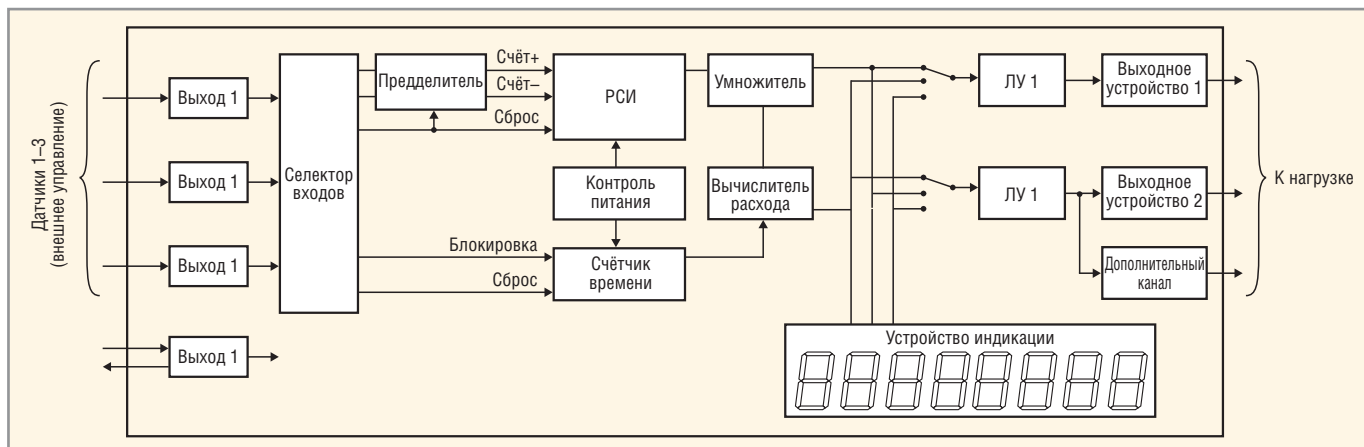 Датчики 1–3
(внешнее управление)
Выход 1
Выход 1
Выход 1
Выход 1
Селектор
входов
Предделитель
Счёт+
Счёт–
Сброс
Блокировка
Сброс
РСИ
Контроль
питания
Счётчик
времени
Умножитель
Вычислитель
расхода
ЛУ 1
ЛУ 1
Выходное
устройство 1
Выходное
устройство 2
Дополнительный
канал
К нагрузке
Устройство индикации